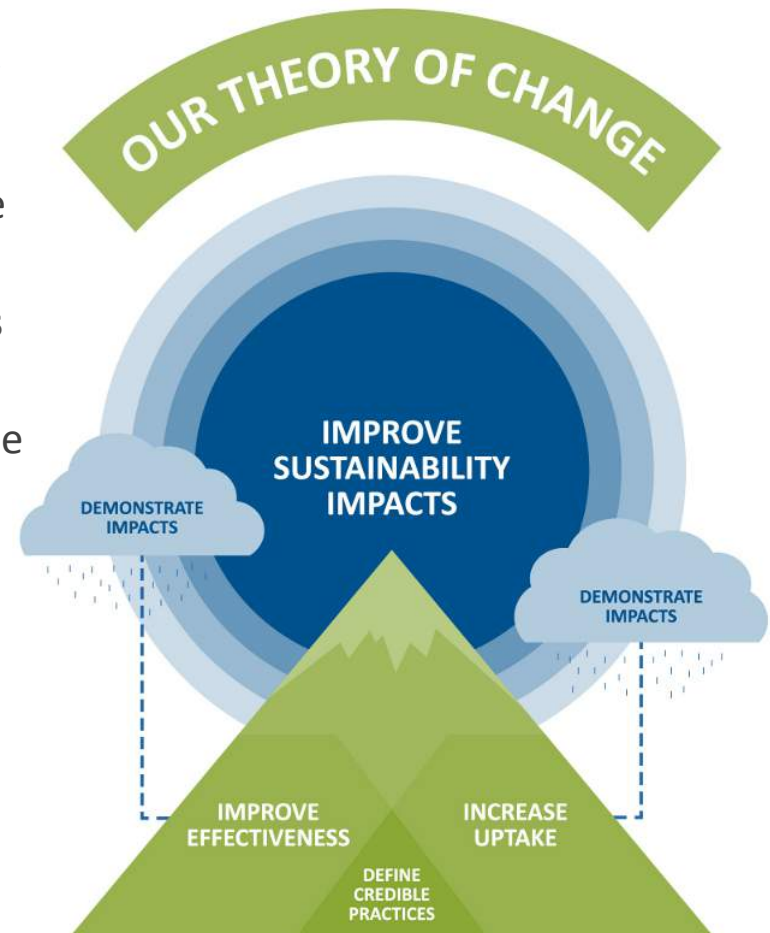 OUR THEORY OF CHANGE
IMPROVE
SUSTAINABILITY
IMPACTS
DEMONSTRATE
IMPACTS
DEMONSTRATE
IMPACTS
IMPROVE
EFFECTIVENESS
INCREASE
UPTAKE
DEFINE
CREDIBLE
PRACTICES